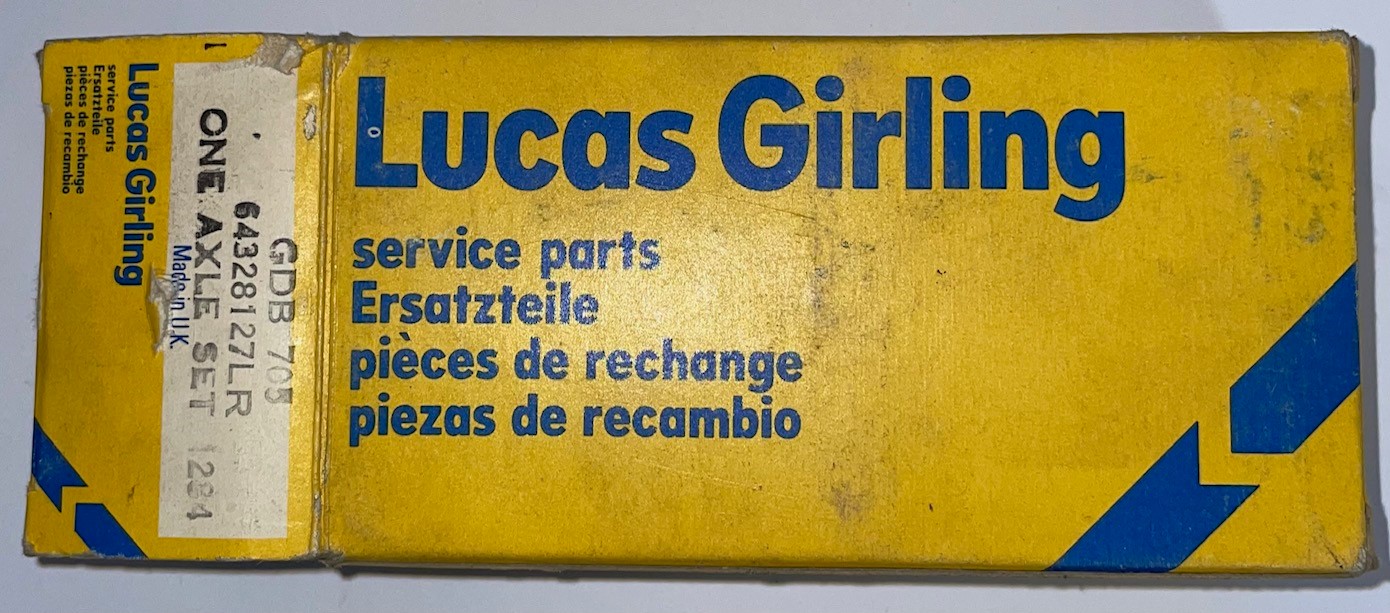 Lucas Girling
service parts
Ersatzteile
pièces de rechange
piezas de recambio
GDB 705
64328127LR
ONE AXLE SET 1284
Made in U.K.
Lucas Girling
service parts
Ersatzteile
pièces de rechange
piezas de recambio